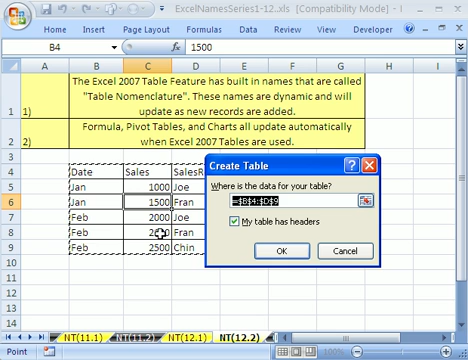 ExcelNamesSeries1-12.xls [Compatibility Mode] - E
Home Insert Page Layout Formulas Data Review View Developer
B4 fx 1500
A B C D E F G H I
1 1) The Excel 2007 Table Feature has built in names that are called
"Table Nomenclature". These names are dynamic and will
update as new records are added.
2 2) Formula, Pivot Tables, and Charts all update automatically
when Excel 2007 Tables are used.
3
4 Date Sales SalesR
5 Jan 1000 Joe
6 Jan 1500 Fran
7 Feb 2000 Joe
8 Feb Fran
9 Feb 2500 Chin
10
11
12
13
14
Create Table
Where is the data for your table?
=$B$4:$D$9
My table has headers
OK Cancel
NT(11.1) NT(11.2) NT(12.1) NT(12.2)
Point 100%